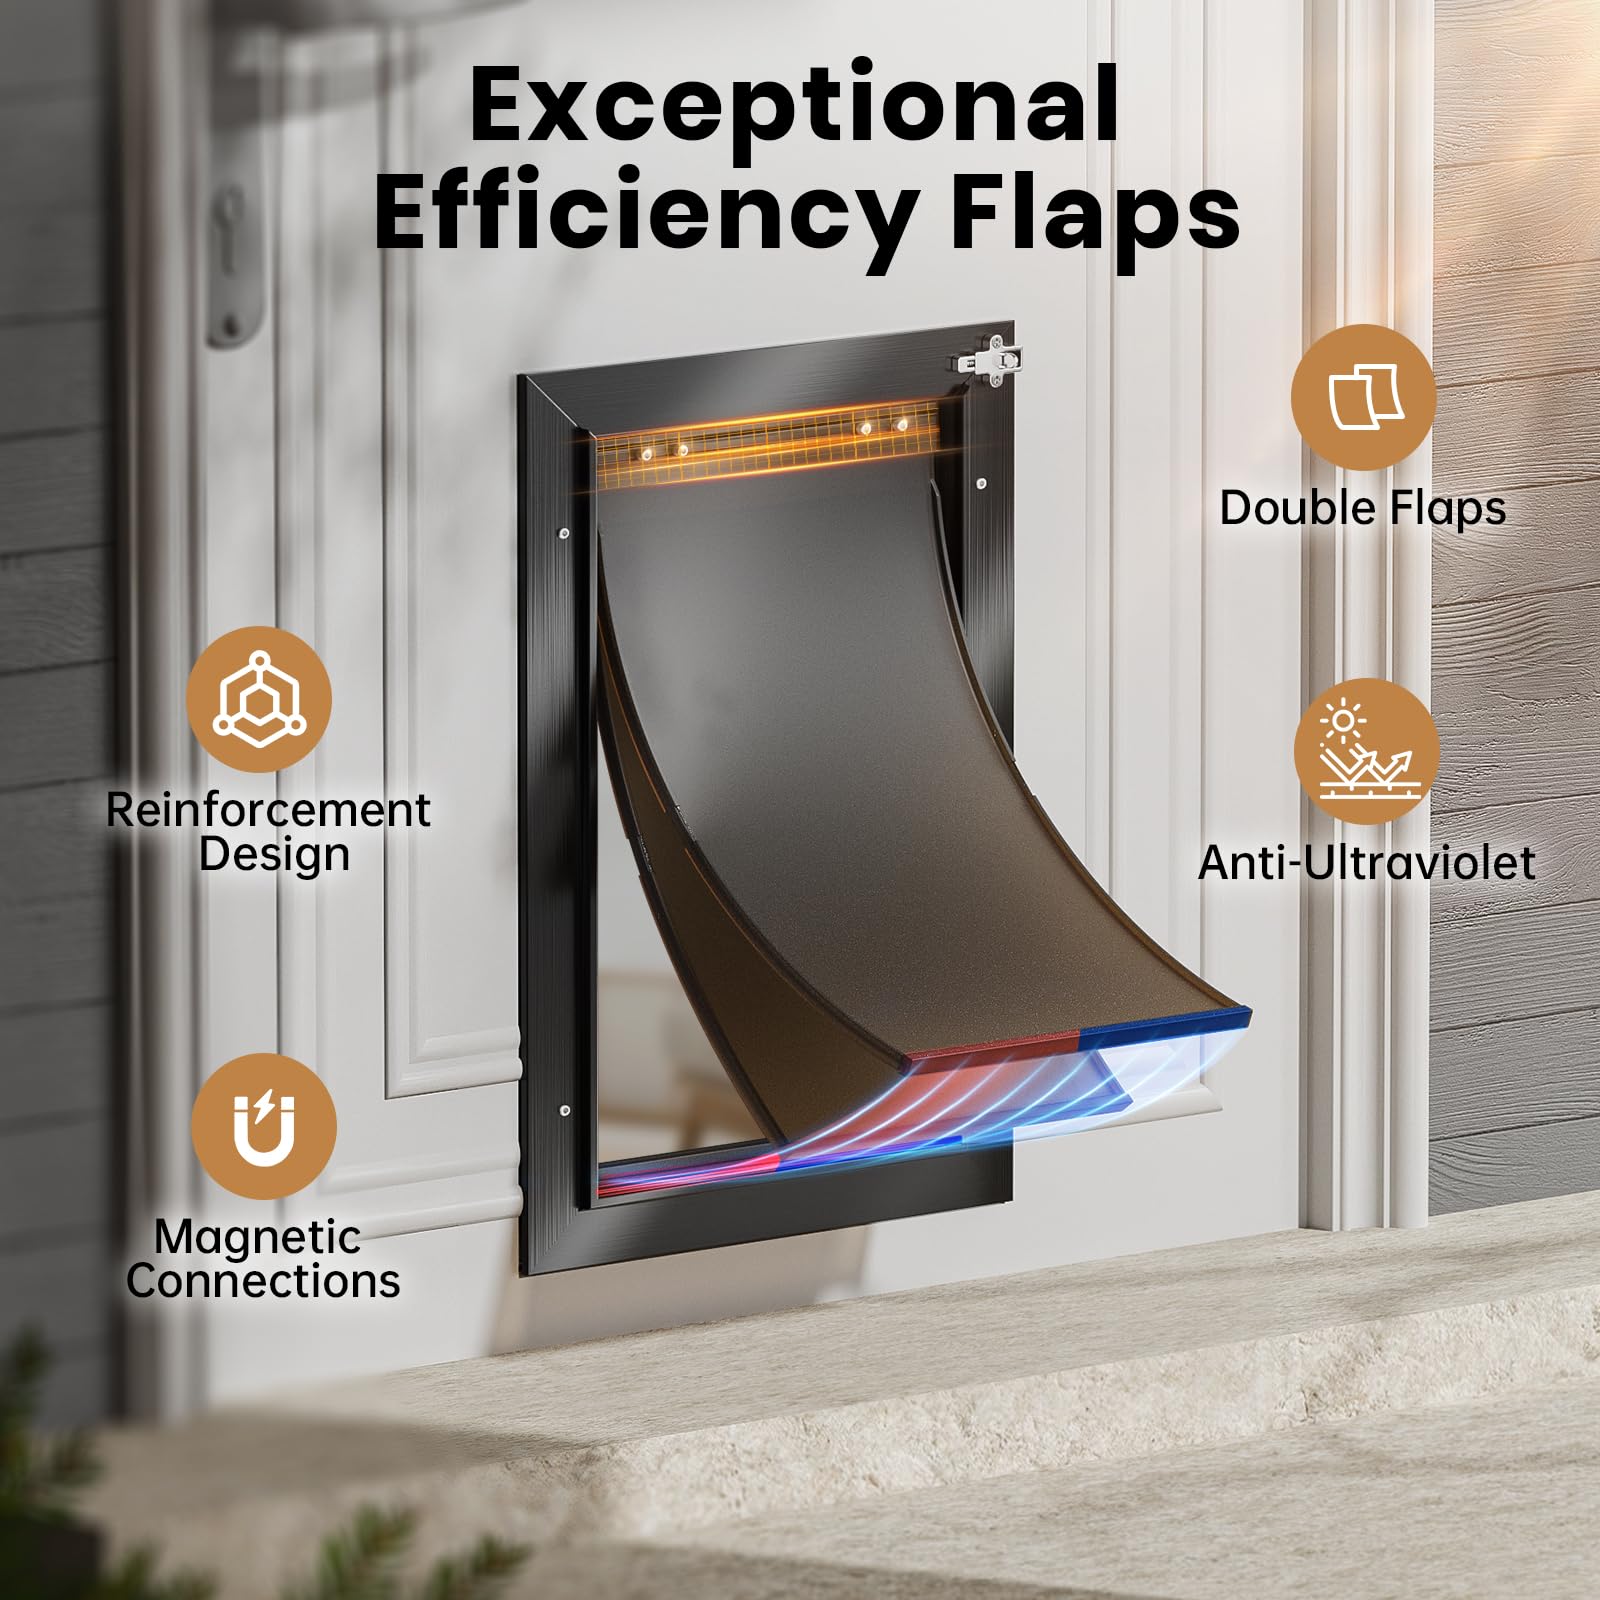 Exceptional
Efficiency Flaps
Double Flaps
Reinforcement
Design
Anti-Ultraviolet
Magnetic
Connections